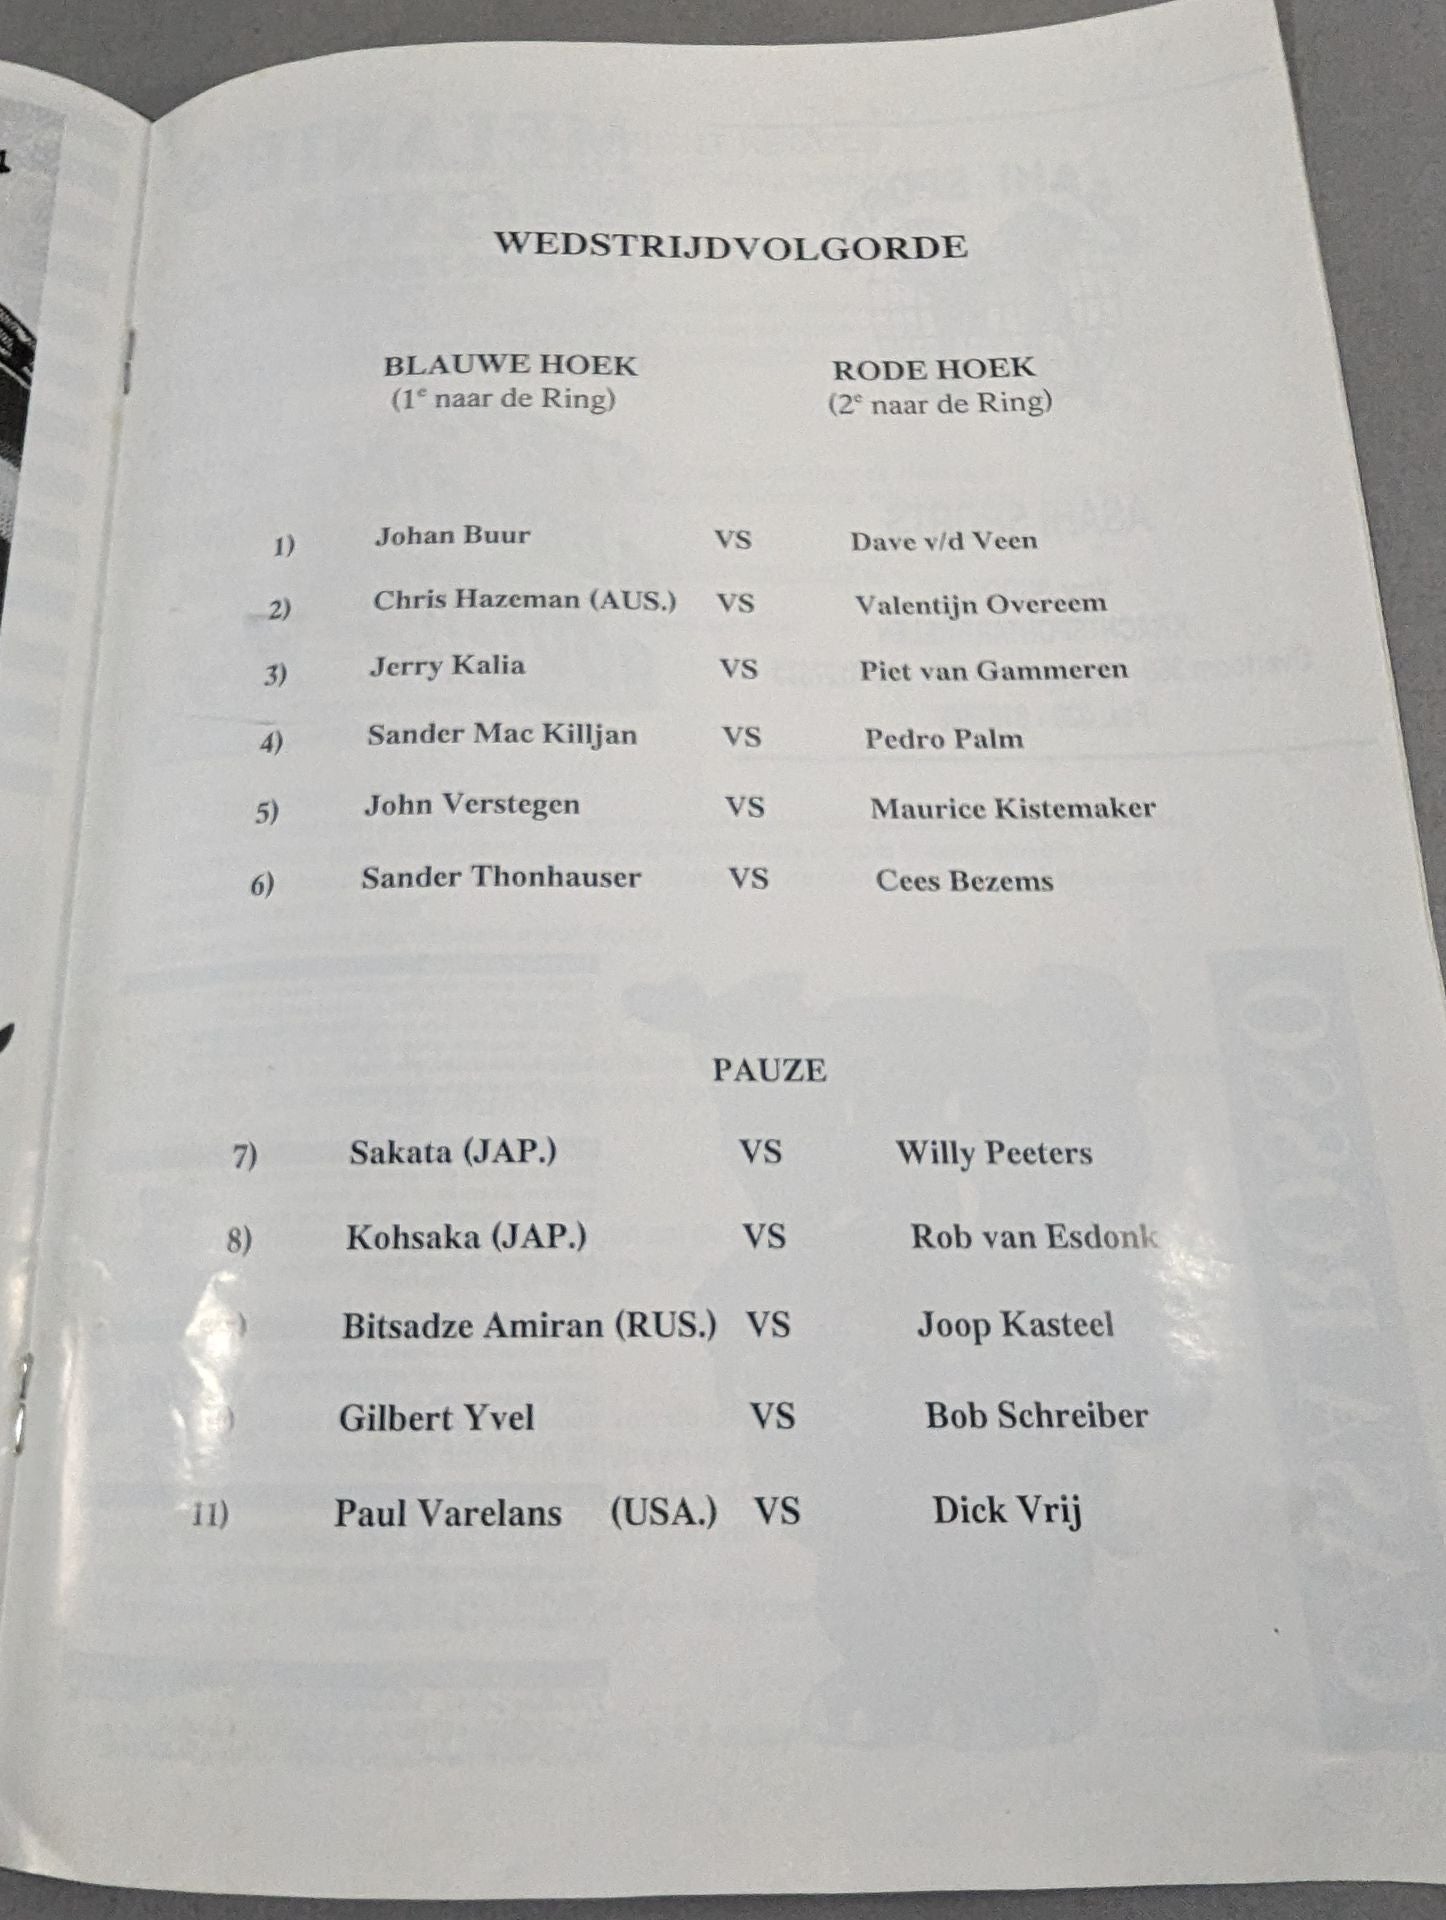 WEDSTRIJDVOLGORDE
BLAUWE HOEK RODE HOEK
(1e naar de Ring) (2e naar de Ring)
1) Johan Buur VS Dave v/d Veen
2) Chris Hazeman (AUS.) VS Valentijn Overeem
3) Jerry Kalia VS Piet van Gammeren
4) Sander Mac Killjan VS Pedro Palm
5) John Verstegen VS Maurice Kistemaker
6) Sander Thonhauser VS Cees Bezems
PAUZE
7) Sakata (JAP.) VS Willy Peeters
8) Kohsaka (JAP.) VS Rob van Esdonk
Bitsadze Amiran (RUS.) VS Joop Kasteel
Gilbert Yvel VS Bob Schreiber
11) Paul Varelans (USA.) VS Dick Vrij